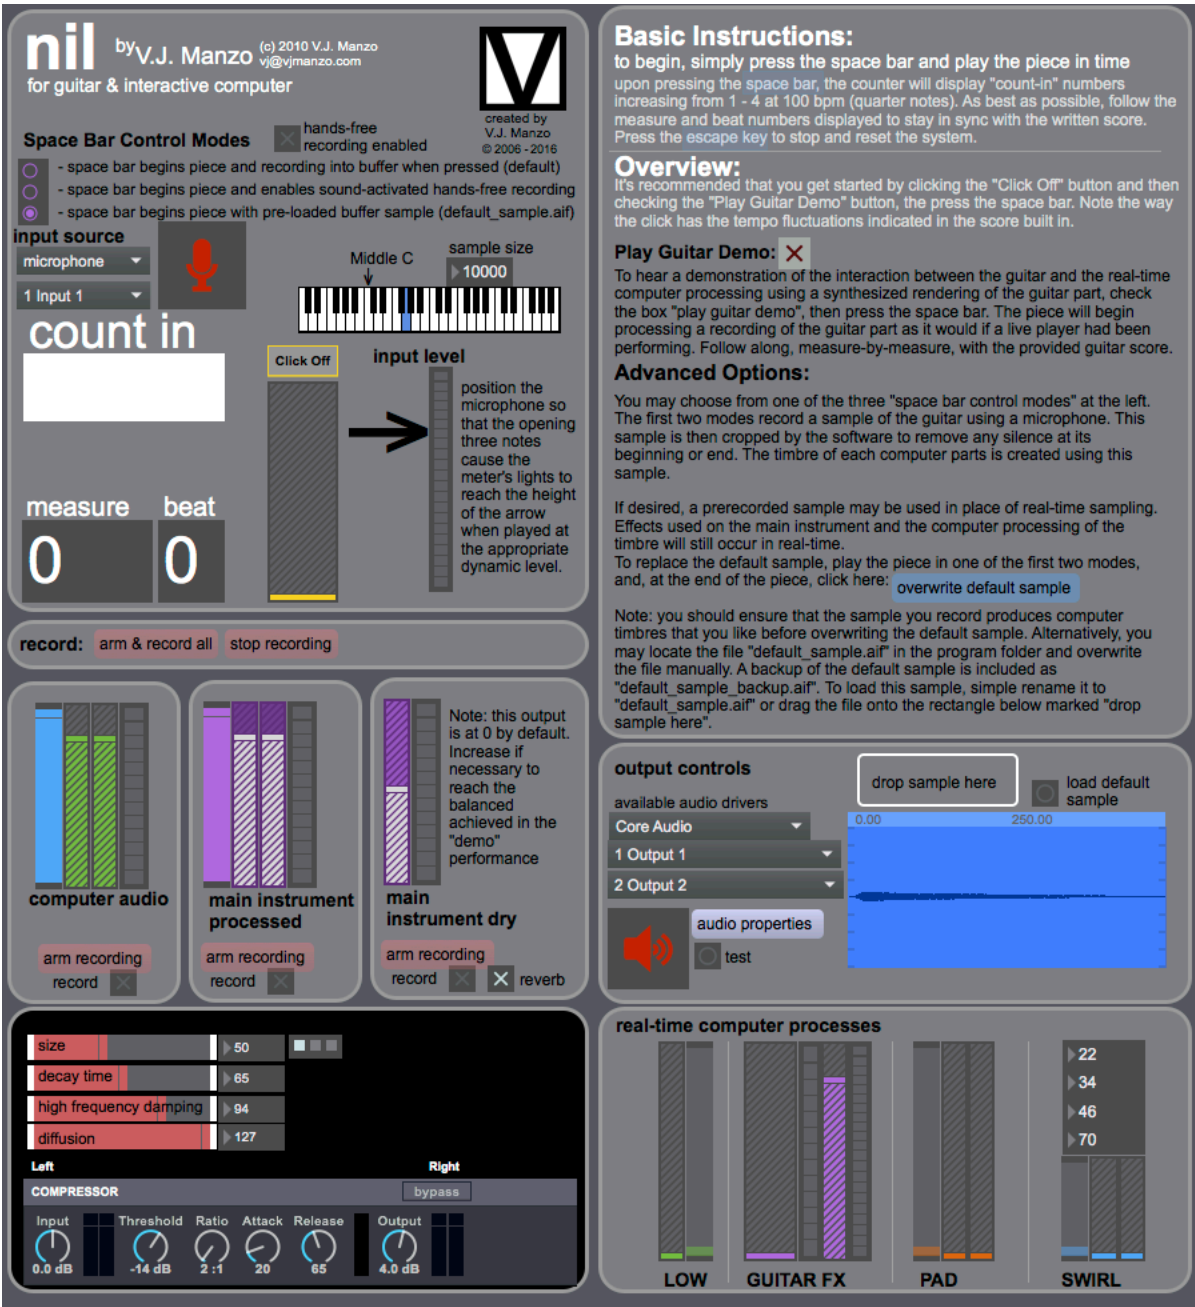 nil by V.J. Manzo (c) 2010 V.J. Manzo
vj@vjmanzo.com
for guitar & interactive computer
V
created by
V.J. Manzo
© 2006 - 2016
Space Bar Control Modes
hands-free
recording enabled
- space bar begins piece and recording into buffer when pressed (default)
- space bar begins piece and enables sound-activated hands-free recording
- space bar begins piece with pre-loaded buffer sample (default_sample.aif)
input source
microphone
1 Input 1
Middle C
sample size
10000
count in
Click Off
input level
position the
microphone so
that the opening
three notes
cause the
meter's lights to
reach the height
of the arrow
when played at
the appropriate
dynamic level.
measure beat
0 0
record: arm & record all stop recording
computer audio
arm recording
record
main instrument
processed
arm recording
record
Note: this output
is at 0 by default.
Increase if
necessary to
reach the
balanced
achieved in the
"demo"
performance
main
instrument dry
arm recording
record reverb
size 50
decay time 65
high frequency damping 94
diffusion 127
Left Right
COMPRESSOR bypass
Input Threshold Ratio Attack Release Output
0.0 dB -14 dB 2 :1 20 65 4.0 dB
Basic Instructions:
to begin, simply press the space bar and play the piece in time
upon pressing the space bar, the counter will display "count-in" numbers
increasing from 1 - 4 at 100 bpm (quarter notes). As best as possible, follow the
measure and beat numbers displayed to stay in sync with the written score.
Press the escape key to stop and reset the system.
Overview:
It's recommended that you get started by clicking the "Click Off" button and then
checking the "Play Guitar Demo" button, the press the space bar. Note the way
the click has the tempo fluctuations indicated in the score built in.
Play Guitar Demo:
To hear a demonstration of the interaction between the guitar and the real-time
computer processing using a synthesized rendering of the guitar part, check
the box "play guitar demo", then press the space bar. The piece will begin
processing a recording of the guitar part as it would if a live player had been
performing. Follow along, measure-by-measure, with the provided guitar score.
Advanced Options:
You may choose from one of the three "space bar control modes" at the left.
The first two modes record a sample of the guitar using a microphone. This
sample is then cropped by the software to remove any silence at its
beginning or end. The timbre of each computer parts is created using this
sample.
If desired, a prerecorded sample may be used in place of real-time sampling.
Effects used on the main instrument and the computer processing of the
timbre will still occur in real-time.
To replace the default sample, play the piece in one of the first two modes,
and, at the end of the piece, click here: overwrite default sample
Note: you should ensure that the sample you record produces computer
timbres that you like before overwriting the default sample. Alternatively, you
may locate the file "default_sample.aif" in the program folder and overwrite
the file manually. A backup of the default sample is included as
"default_sample_backup.aif". To load this sample, simple rename it to
"default_sample.aif" or drag the file onto the rectangle below marked "drop
sample here".
output controls
drop sample here
load default
sample
available audio drivers
Core Audio
1 Output 1
2 Output 2
0.00 250.00
audio properties
test
real-time computer processes
22
34
46
70
LOW GUITAR FX PAD SWIRL